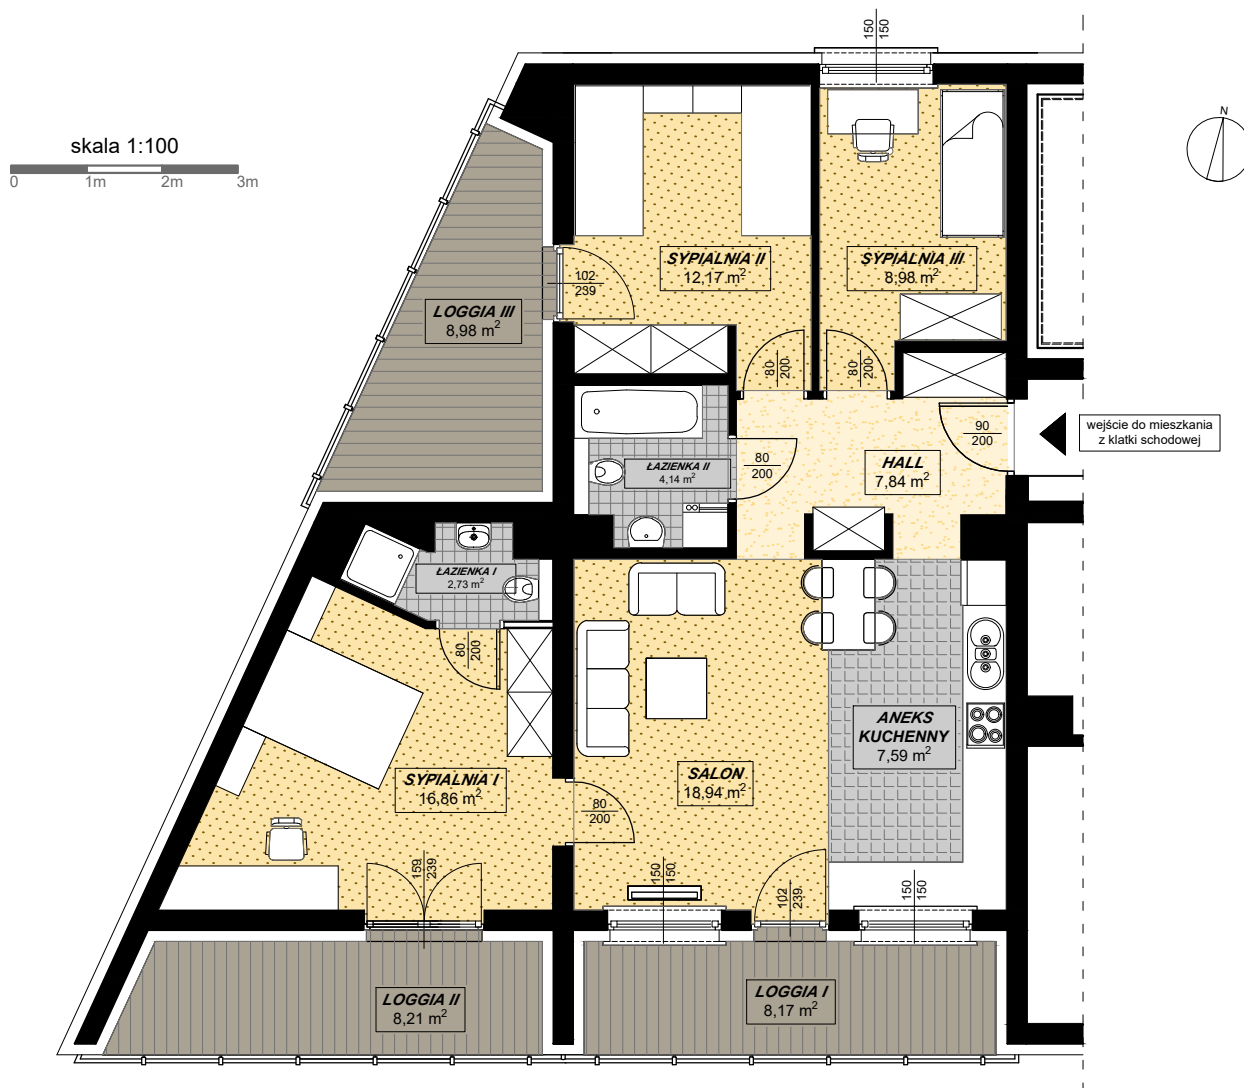 150
150
N
skala 1:100
0 1m 2m 3m
SYPIALNIA II
12,17 m²
SYPIALNIA III
8,98 m²
102
239
LOGGIA III
8,98 m²
80
200
80
200
90
200
wejście do mieszkania
z klatki schodowej
HALL
7,84 m²
80
200
ŁAZIENKA II
4,14 m²
ŁAZIENKA I
2,73 m²
80
200
ANEKS
KUCHENNY
7,59 m²
SALON
18,94 m²
SYPIALNIA I
16,86 m²
80
200
159
239
150
150
102
239
150
150
LOGGIA II
8,21 m²
LOGGIA I
8,17 m²